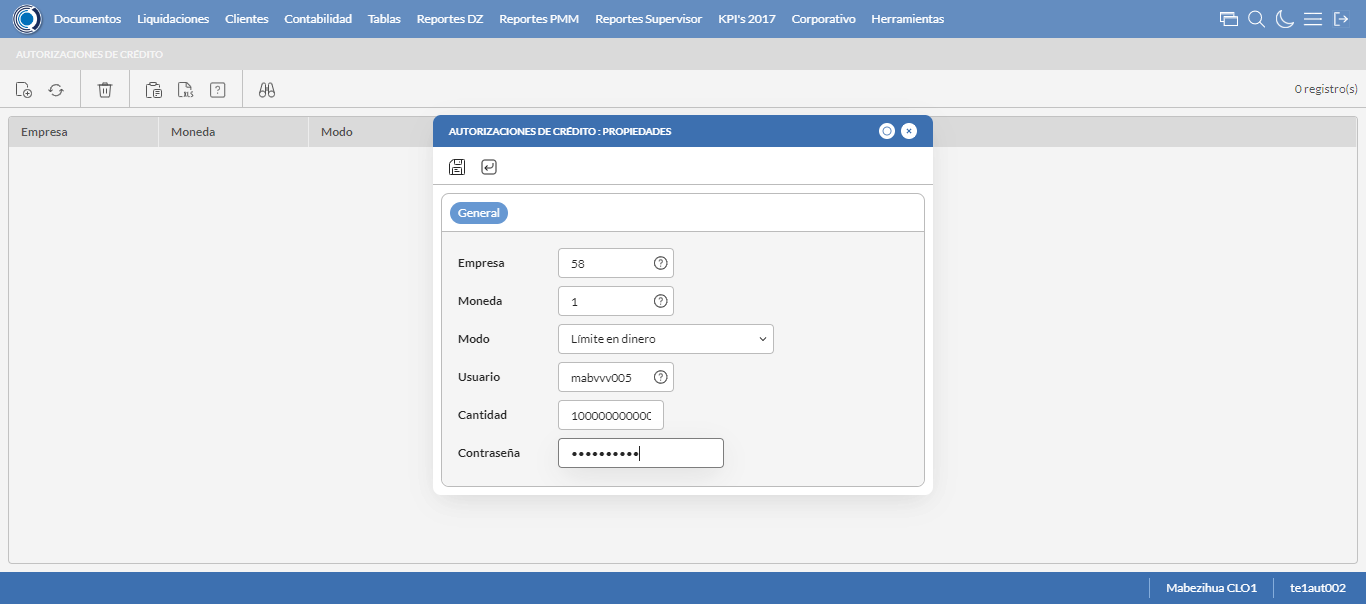 Documentos Liquidaciones Clientes Contabilidad Tablas Reportes DZ Reportes PMM Reportes Supervisor KPI's 2017 Corporativo Herramientas
AUTORIZACIONES DE CRÉDITO
XLS ? 0 registro(s)
Empresa Moneda Modo
AUTORIZACIONES DE CRÉDITO : PROPIEDADES
General
Empresa 58 ?
Moneda 1 ?
Modo Límite en dinero
Usuario mabvvv005 ?
Cantidad 100000000000
Contraseña ••••••••••
Mabezihua CLO1 te1aut002